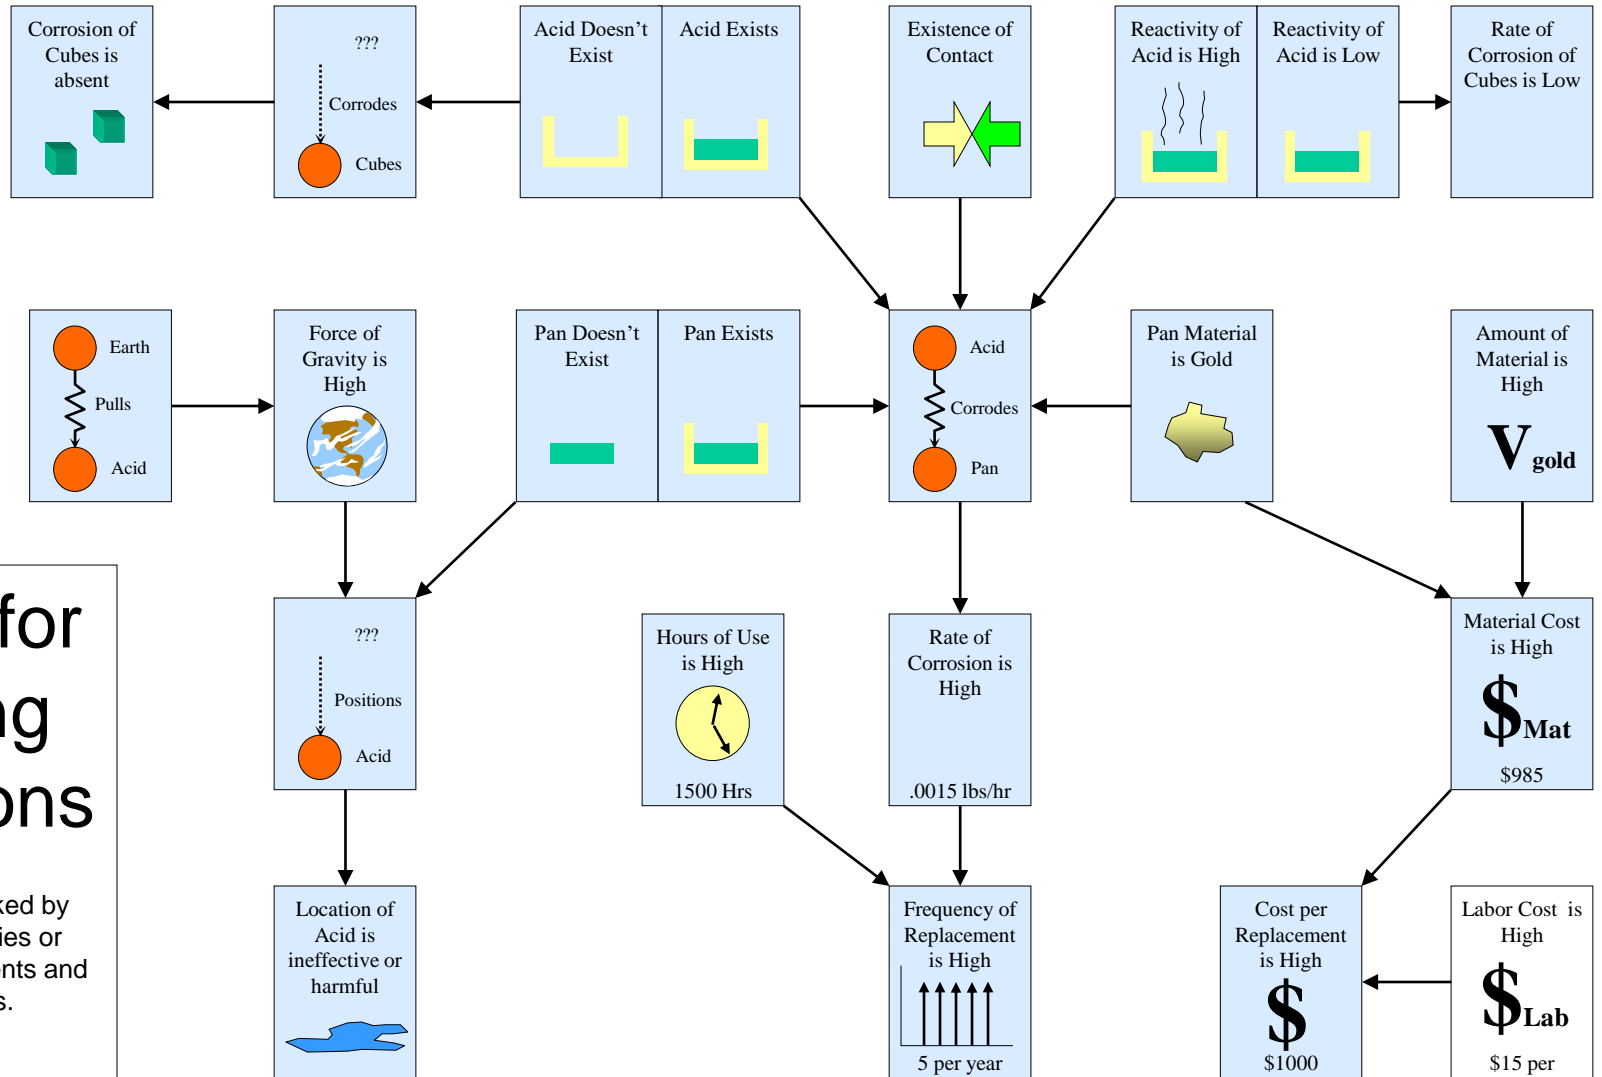 Corrosion of
Cubes is
absent
???
Corrodes
Cubes
Acid Doesn’t
Exist
Acid Exists
Existence of
Contact
Reactivity of
Acid is High
Reactivity of
Acid is Low
Rate of
Corrosion of
Cubes is Low
Earth
Pulls
Acid
Force of
Gravity is
High
Pan Doesn’t
Exist
Pan Exists
Acid
Corrodes
Pan
Pan Material
is Gold
Amount of
Material is
High
V gold
for
???
Positions
Acid
Hours of Use
is High
1500 Hrs
Rate of
Corrosion is
High
.0015 lbs/hr
Material Cost
is High
$Mat
$985
Location of
Acid is
ineffective or
harmful
Frequency of
Replacement
is High
5 per year
Cost per
Replacement
is High
$
$1000
Labor Cost is
High
$Lab
$15 per
by
or
and